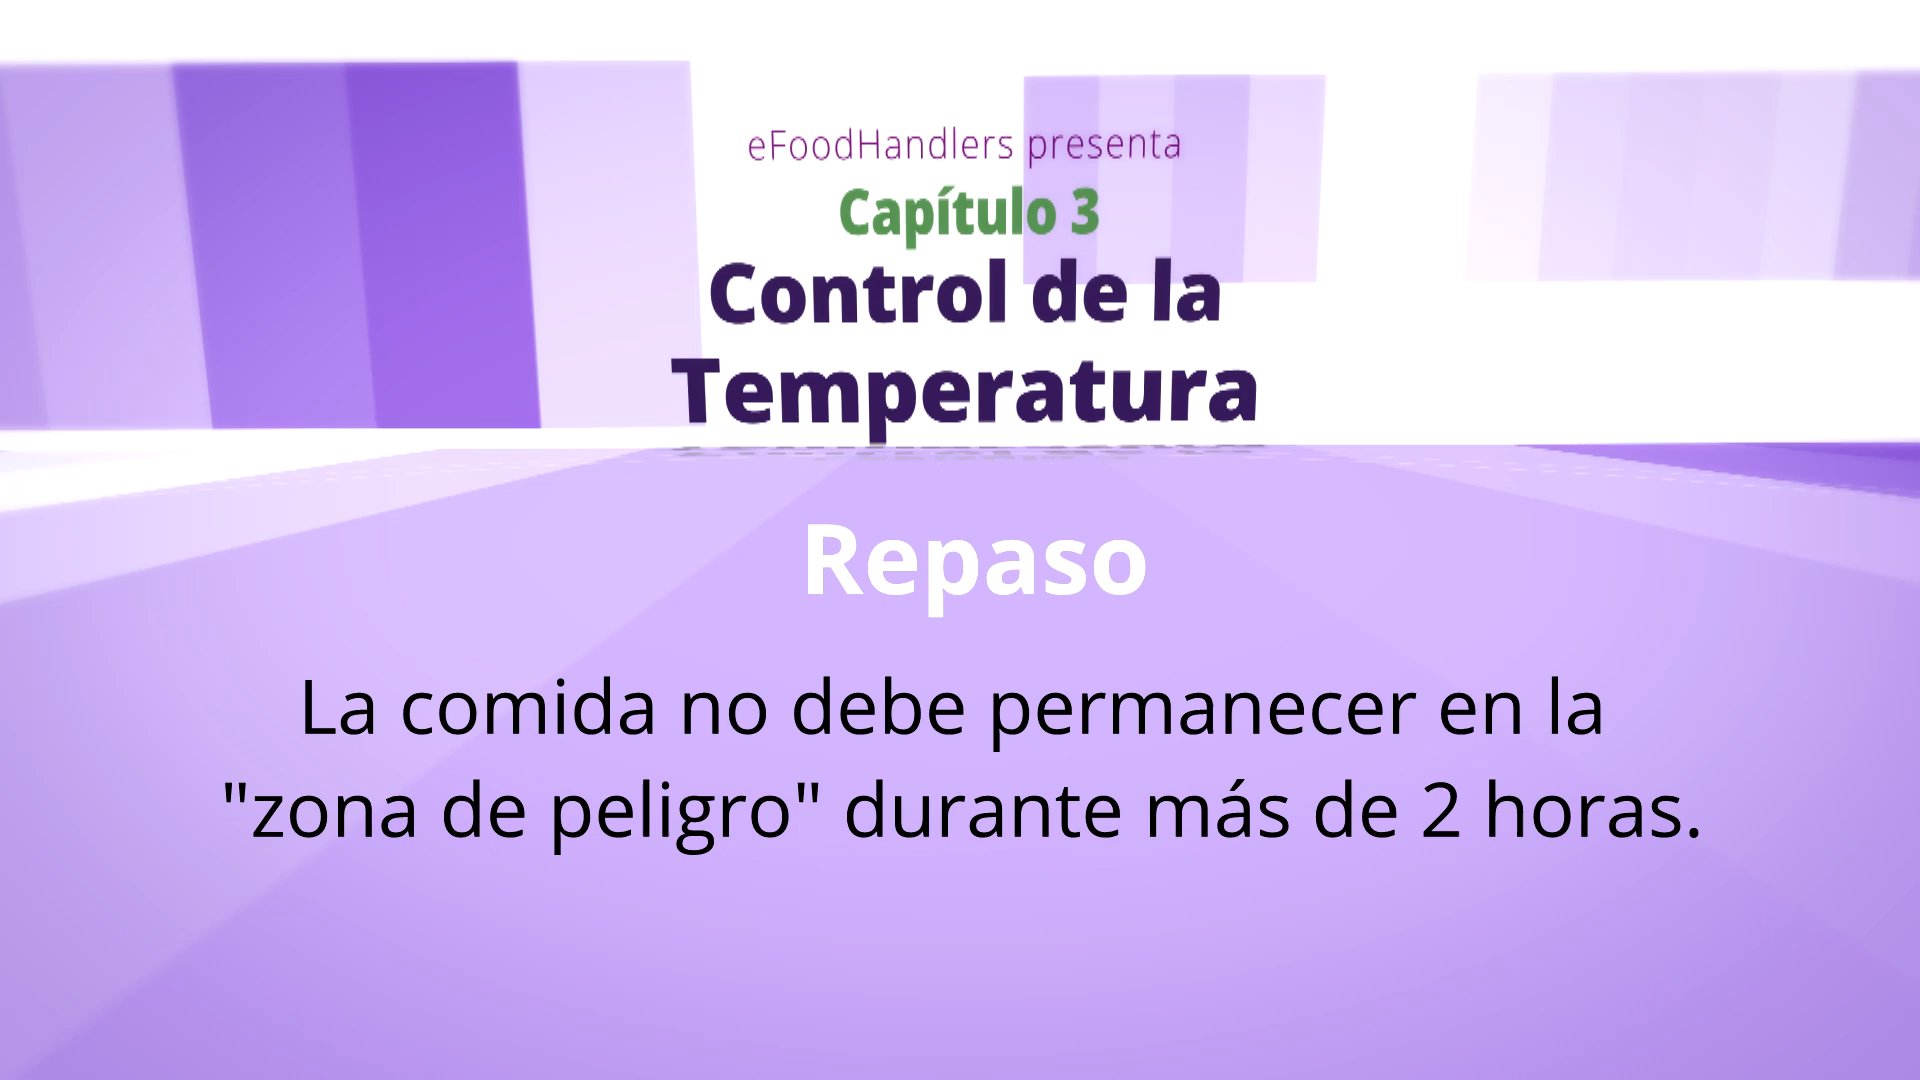 eFoodHandlers presenta
Capítulo 3
Control de la
Temperatura
Repaso
La comida no debe permanecer en la
"zona de peligro" durante más de 2 horas.